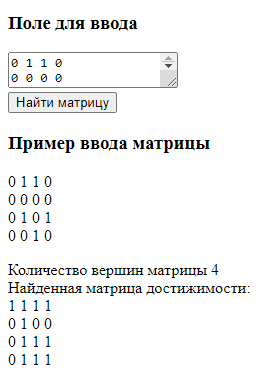 Поле для ввода
0 1 1 0
0 0 0 0
Найти матрицу
Пример ввода матрицы
0 1 1 0
0 0 0 0
0 1 0 1
0 0 1 0
Количество вершин матрицы 4
Найденная матрица достижимости:
1 1 1 1
0 1 0 0
0 1 1 1
0 1 1 1